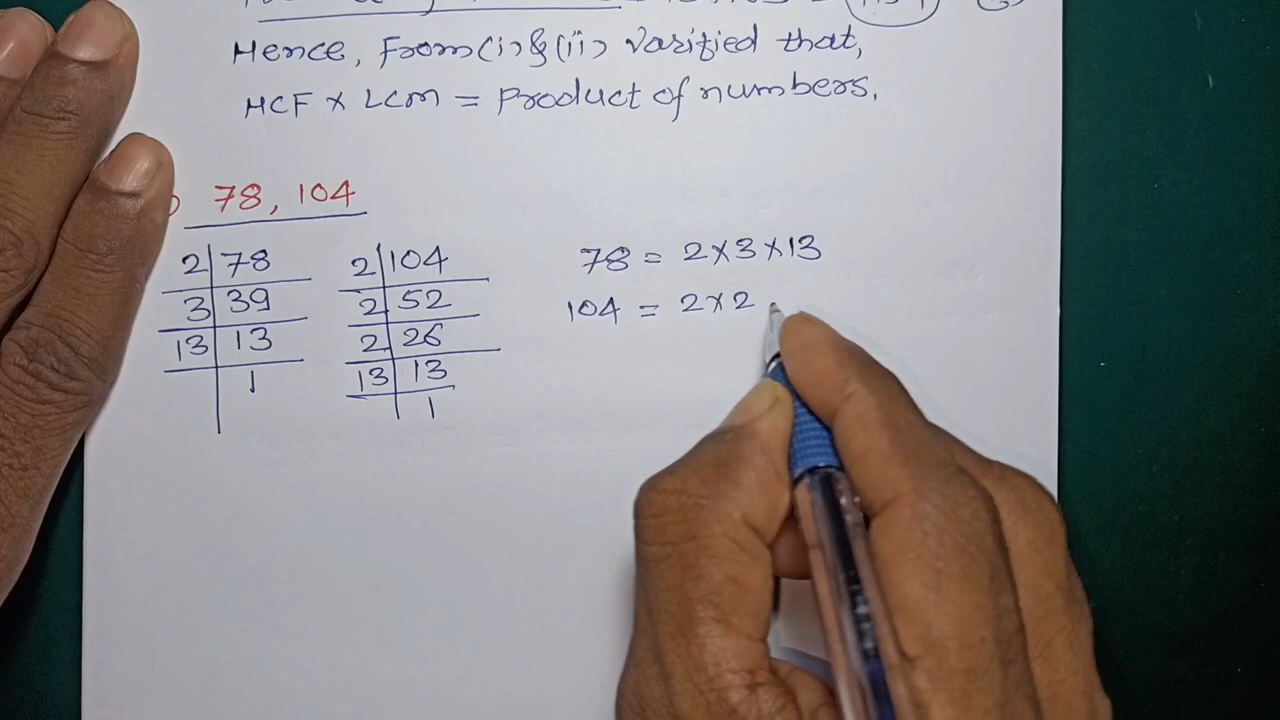 Hence, From (i) & (ii) varified that,
HCF × LCM = Product of numbers.
78, 104
2 78 2 104 78 = 2×3×13
3 39 2 52 104 = 2×2
13 13 2 26
1 13 13
1